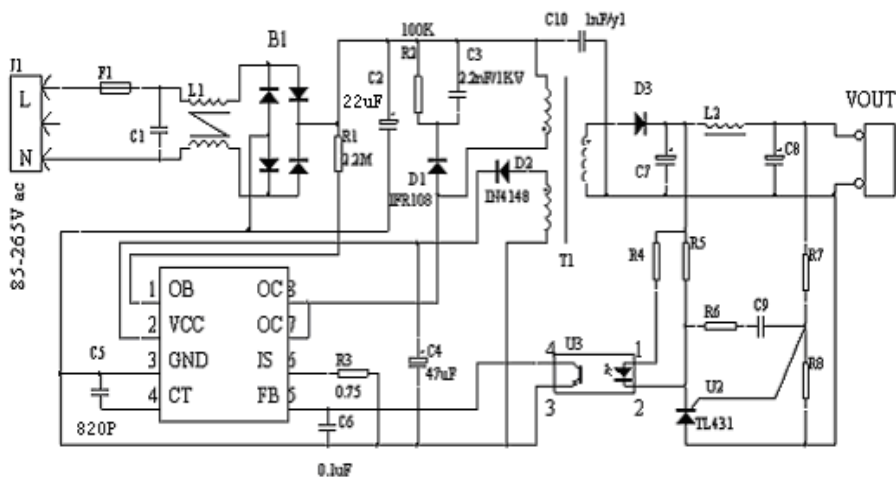 C10
1nF/y1
100K
B1
R2
C3
2.2nF/1KV
J1
F1
L1
C2
22uF
D3
L2
VOUT
L
C1
N
R1
2.2M
D1
IFR108
D2
IN4148
C7
C8
85-265V ac
T1
R4
R5
R7
1
OB
OC
8
2
VCC
OC
7
3
GND
IS
6
4
CT
FB
5
C5
820P
R3
0.75
C4
47uF
C6
0.1uF
U3
4
1
3
2
R6
C9
R8
U2
TL431